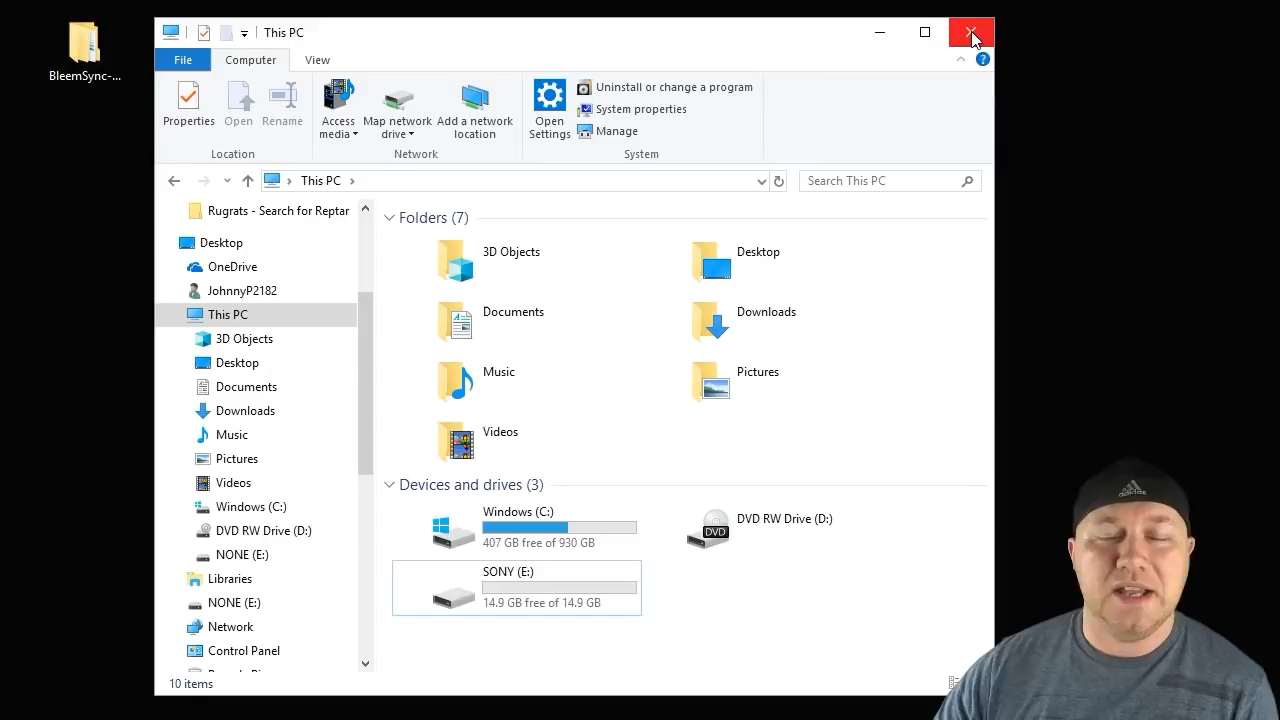 BleemSync-...
This PC
File
Computer
View
Properties
Open
Rename
Access
media
Map network
drive
Add a network
location
Open
Settings
Uninstall or change a program
System properties
Manage
Location
Network
System
This PC
Search This PC
Rugrats - Search for Reptar
Desktop
OneDrive
JohnnyP2182
This PC
3D Objects
Desktop
Documents
Downloads
Music
Pictures
Videos
Windows (C:)
DVD RW Drive (D:)
NONE (E:)
Libraries
NONE (E:)
Network
Control Panel
Folders (7)
3D Objects
Desktop
Documents
Downloads
Music
Pictures
Videos
Devices and drives (3)
Windows (C:)
407 GB free of 930 GB
DVD
DVD RW Drive (D:)
SONY (E:)
14.9 GB free of 14.9 GB
10 items
adidas